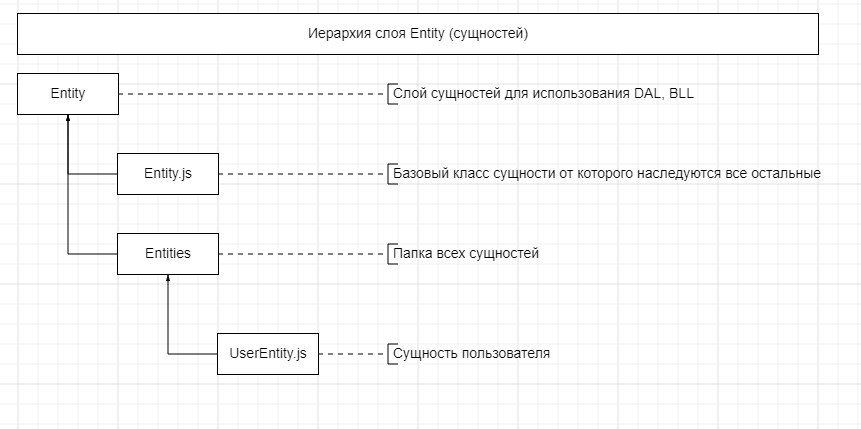 Иерархия слоя Entity (сущностей)
Entity
Слой сущностей для использования DAL, BLL
Entity.js
Базовый класс сущности от которого наследуются все остальные
Entities
Папка всех сущностей
UserEntity.js
Сущность пользователя